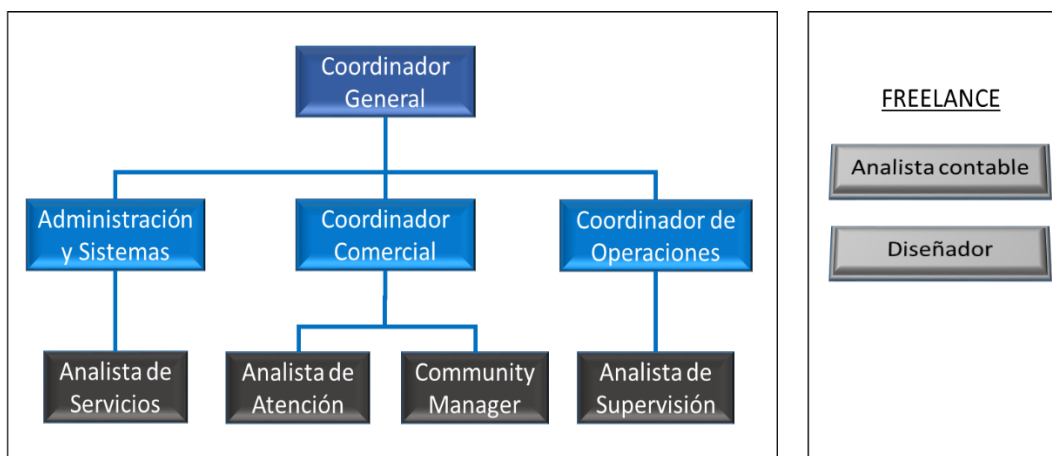 Coordinador
General
FREELANCE
Analista contable
Diseñador
Administración
y Sistemas
Coordinador
Comercial
Coordinador de
Operaciones
Analista de
Servicios
Analista de
Atención
Community
Manager
Analista de
Supervisión